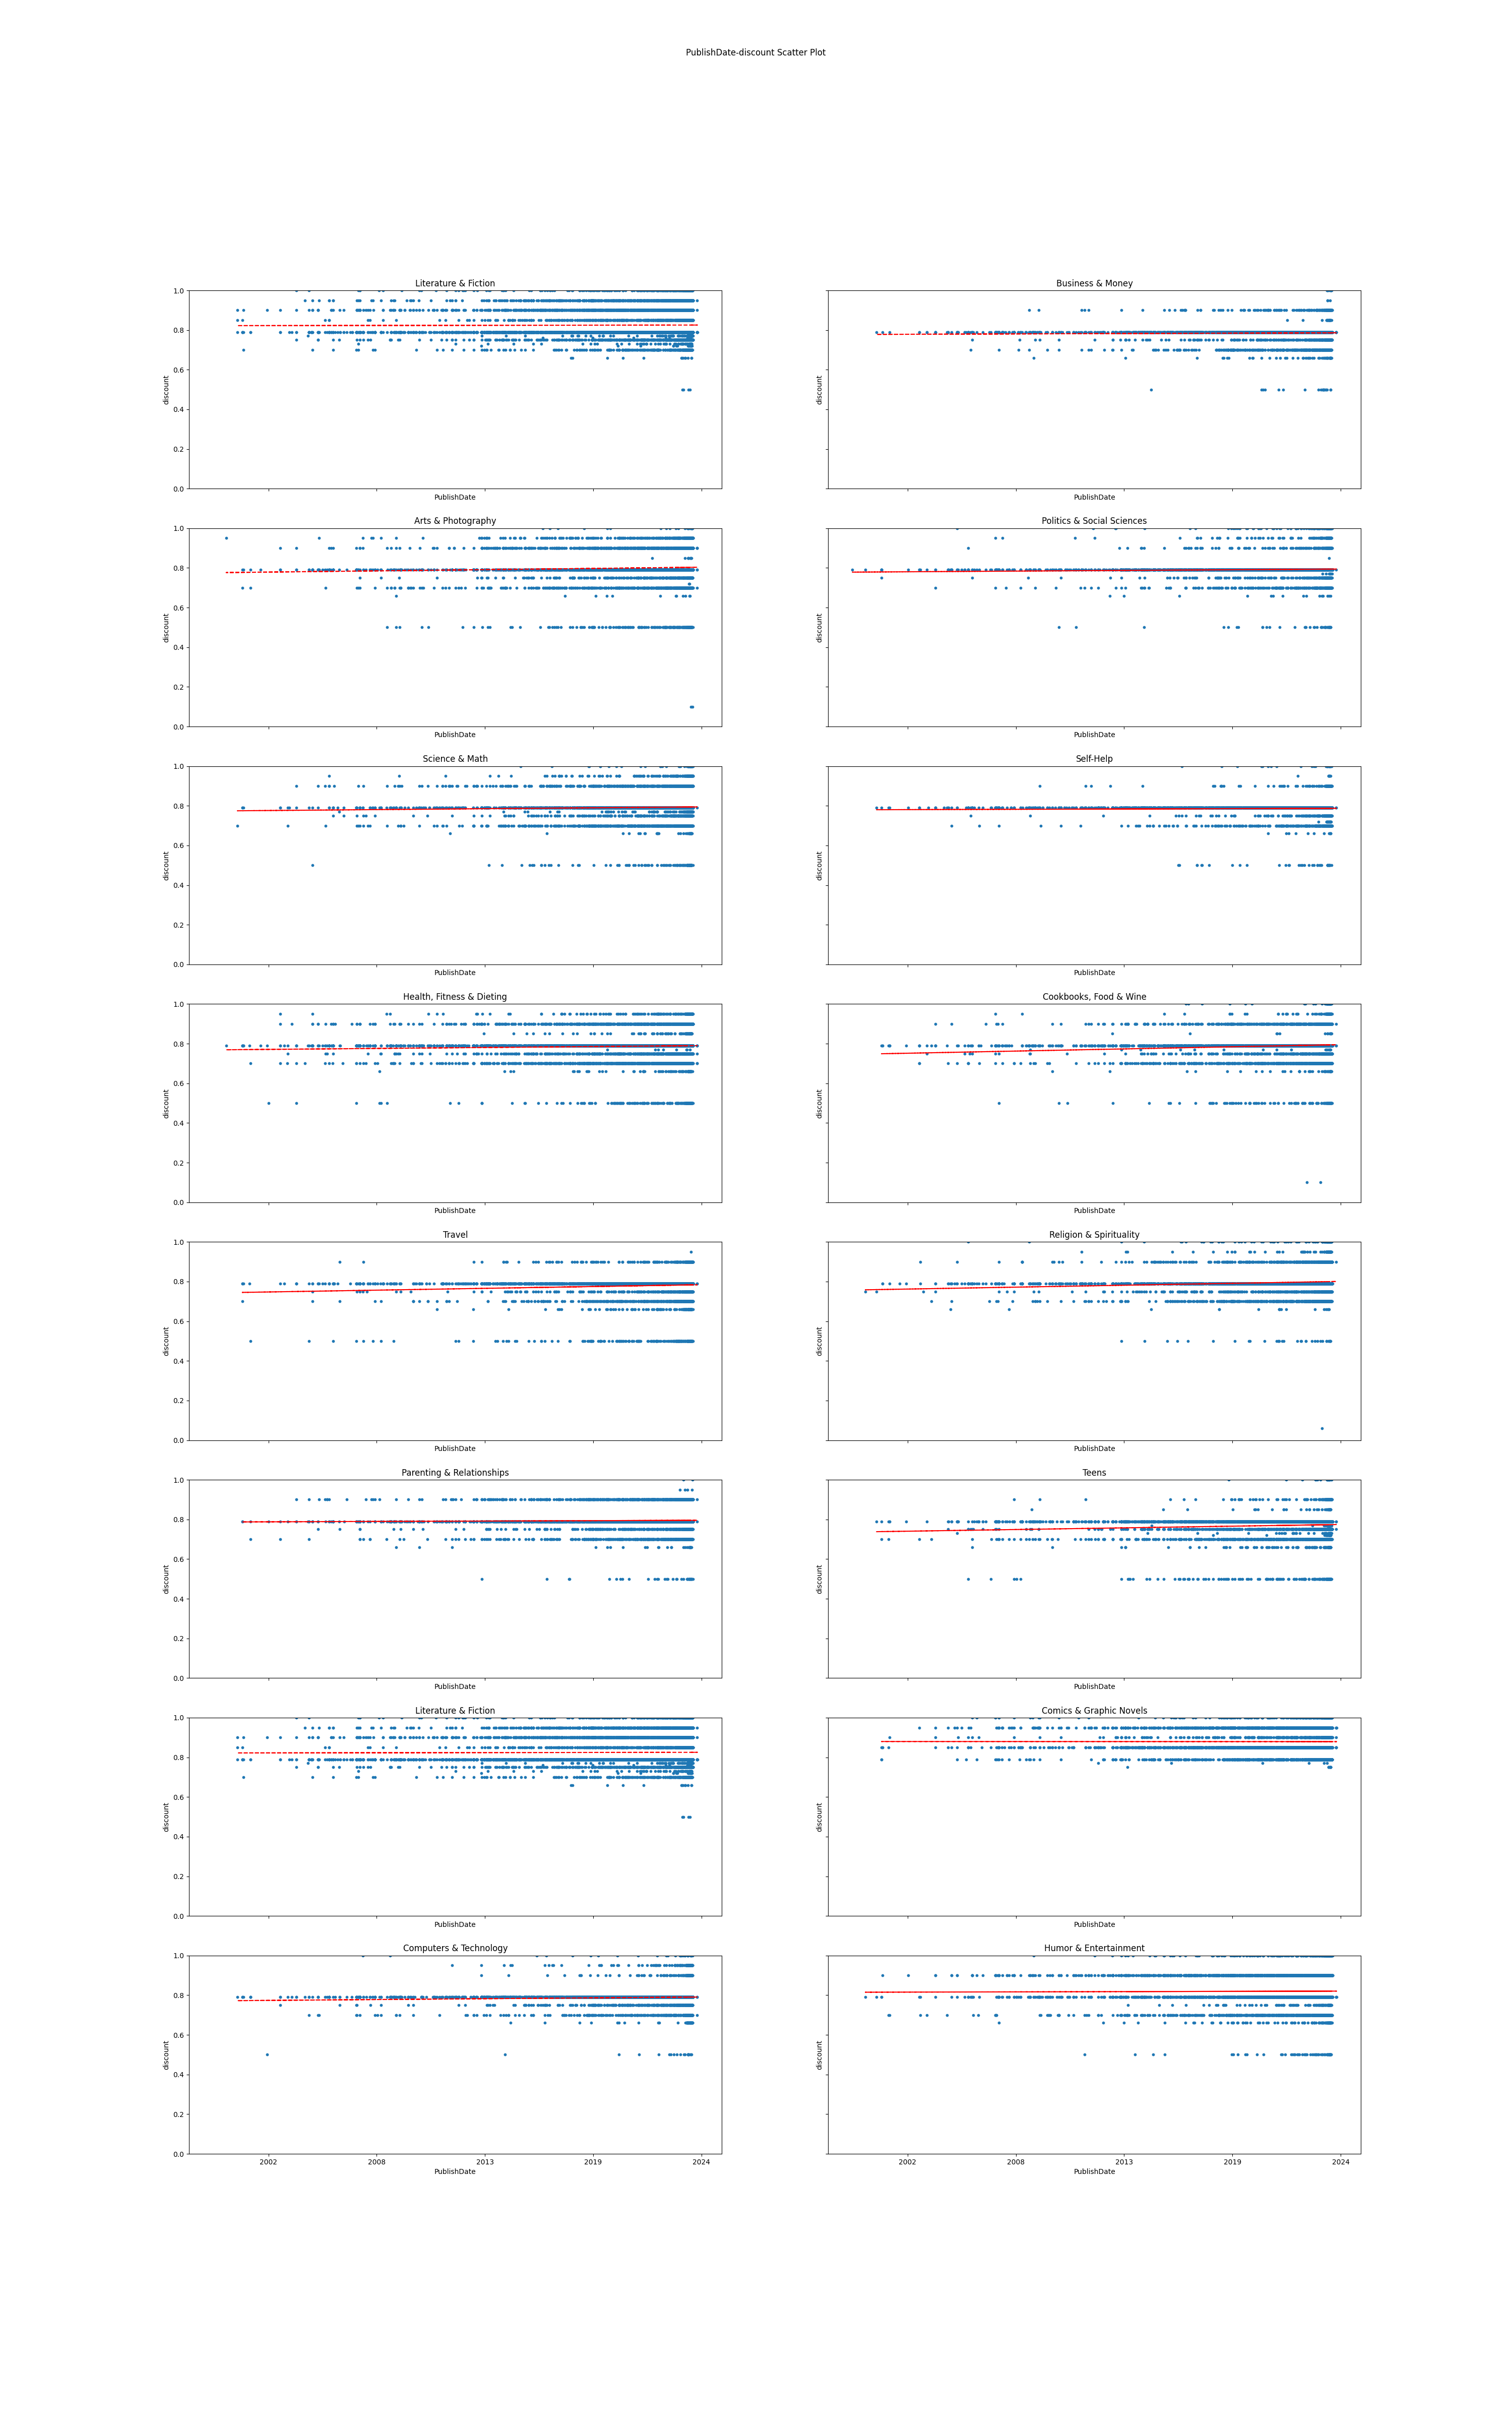 PublishDate-discount Scatter Plot
Literature & Fiction
1.0
0.8
0.6
0.4
0.2
0.0
discount
PublishDate
Business & Money
discount
PublishDate
Arts & Photography
1.0
0.8
0.6
0.4
0.2
0.0
discount
PublishDate
Politics & Social Sciences
discount
PublishDate
Science & Math
1.0
0.8
0.6
0.4
0.2
0.0
discount
PublishDate
Self-Help
discount
PublishDate
Health, Fitness & Dieting
1.0
0.8
0.6
0.4
0.2
0.0
discount
PublishDate
Cookbooks, Food & Wine
discount
PublishDate
Travel
1.0
0.8
0.6
0.4
0.2
0.0
discount
PublishDate
Religion & Spirituality
discount
PublishDate
Parenting & Relationships
1.0
0.8
0.6
0.4
0.2
0.0
discount
PublishDate
Teens
discount
PublishDate
Literature & Fiction
1.0
0.8
0.6
0.4
0.2
0.0
discount
PublishDate
Comics & Graphic Novels
discount
PublishDate
Computers & Technology
1.0
0.8
0.6
0.4
0.2
0.0
discount
2002 2008 2013 2019 2024
PublishDate
Humor & Entertainment
discount
2002 2008 2013 2019 2024
PublishDate